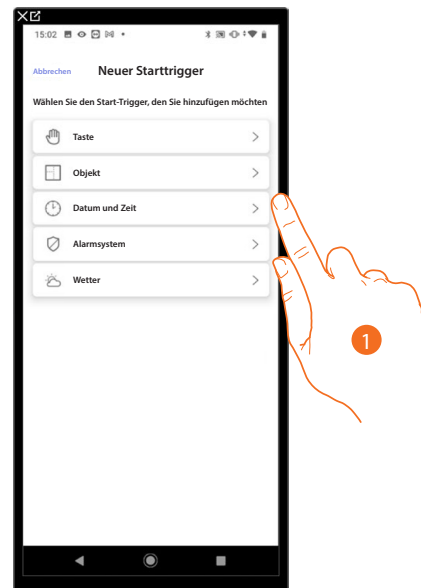 15:02
Abbrechen Neuer Starttrigger
Wählen Sie den Start-Trigger, den Sie hinzufügen möchten
Taste
Objekt
Datum und Zeit
Alarmsystem
Wetter
1